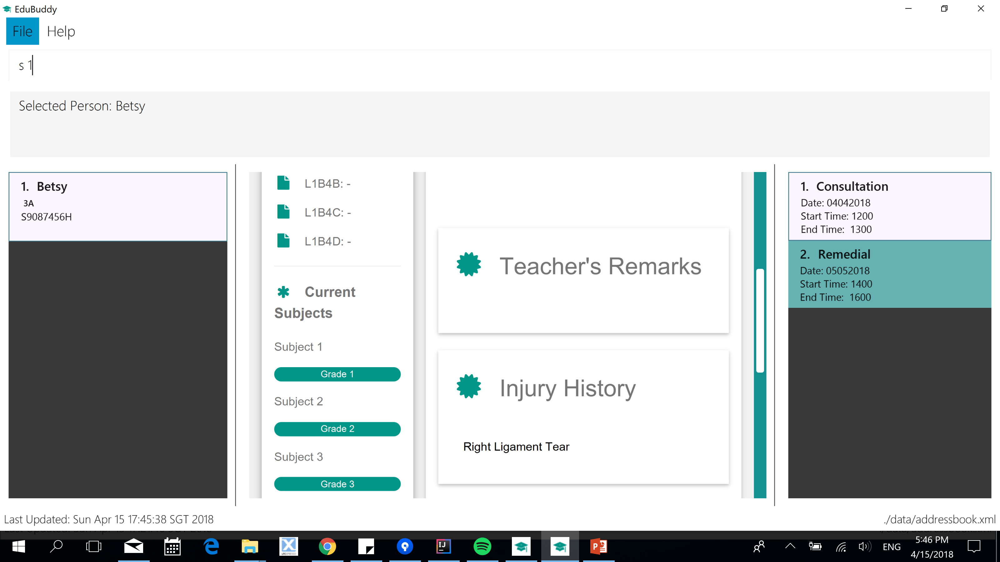 EduBuddy
File Help
s 1
Selected Person: Betsy
1. Betsy
3A
S9087456H
L1B4B: -
L1B4C: -
L1B4D: -
Current
Subjects
Subject 1
Grade 1
Subject 2
Grade 2
Subject 3
Grade 3
Teacher's Remarks
Injury History
Right Ligament Tear
1. Consultation
Date: 04042018
Start Time: 1200
End Time: 1300
2. Remedial
Date: 05052018
Start Time: 1400
End Time: 1600
Last Updated: Sun Apr 15 17:45:38 SGT 2018
./data/addressbook.xml
X
IJ
P
ENG
5:46 PM
4/15/2018